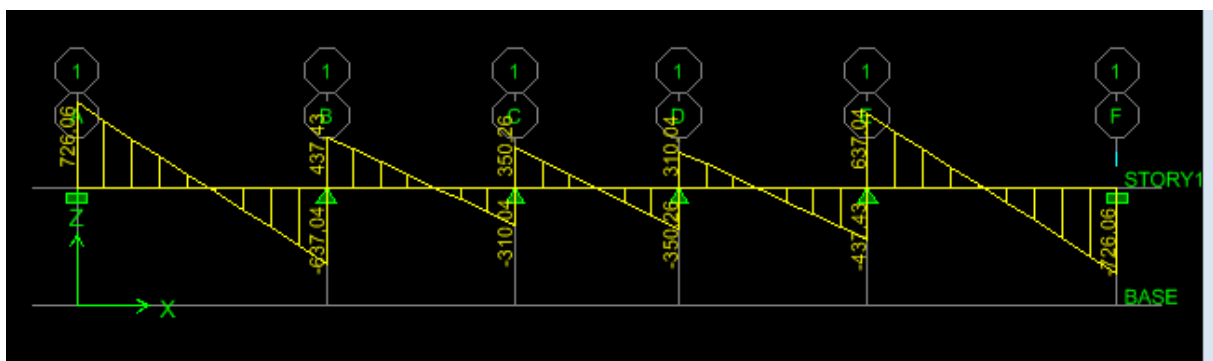 1 1 1 1 1 1
A B C D E F
726.06 437.43 350.26 310.04 637.04
STORY1
Z
-637.04 -310.04 -350.26 -437.43 -726.06
BASE
X